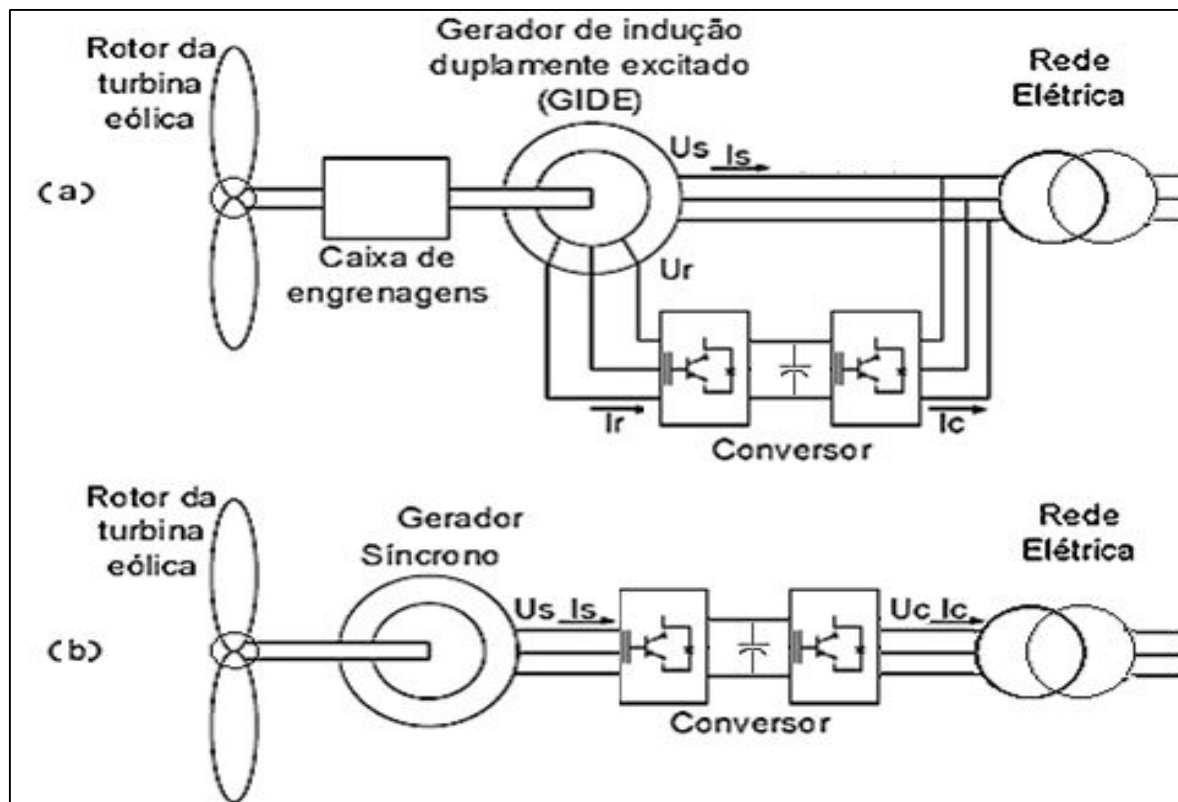 Rotor da
turbina
eólica
Gerador de indução
duplamente excitado
(GIDE)
Rede
Elétrica
Us Is
(a)
Caixa de
engrenagens
Ur
Ir
Ic
Conversor
Rotor da
turbina
eólica
Gerador
Síncrono
Rede
Elétrica
Us Is
Uc Ic
(b)
Conversor